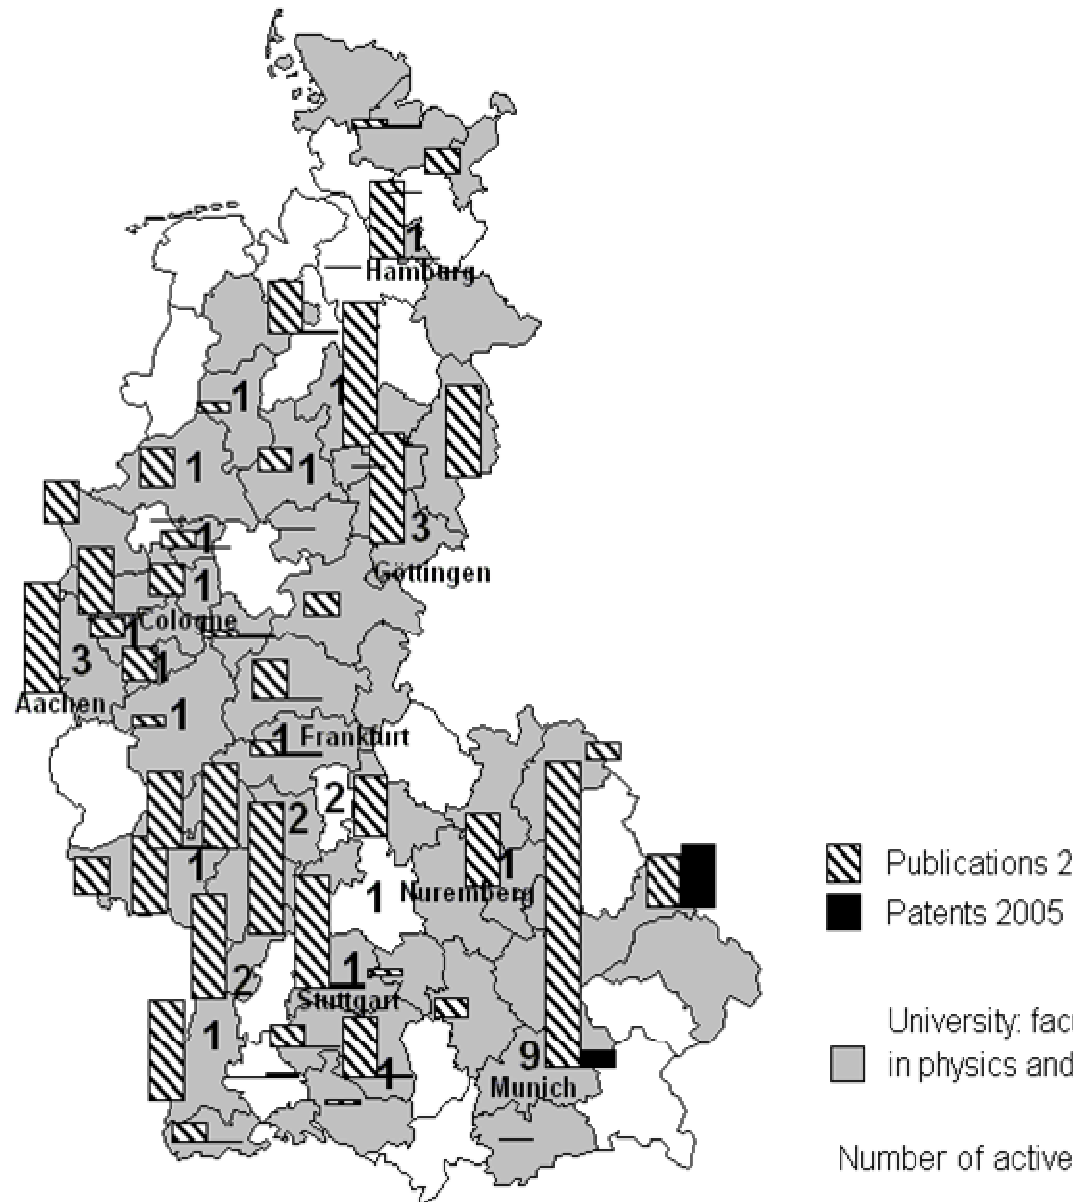 1
Hamburg
1
1
1
1
3
1
Göttingen
1
Cologne
1
3
1
Aachen
1
1
Frankfurt
2
2
1
1
Publications 2
1
Nuremberg
Patents 2005
1
2
Stuttgart
University: fac
1
9
in physics and
1
Munich
Number of active